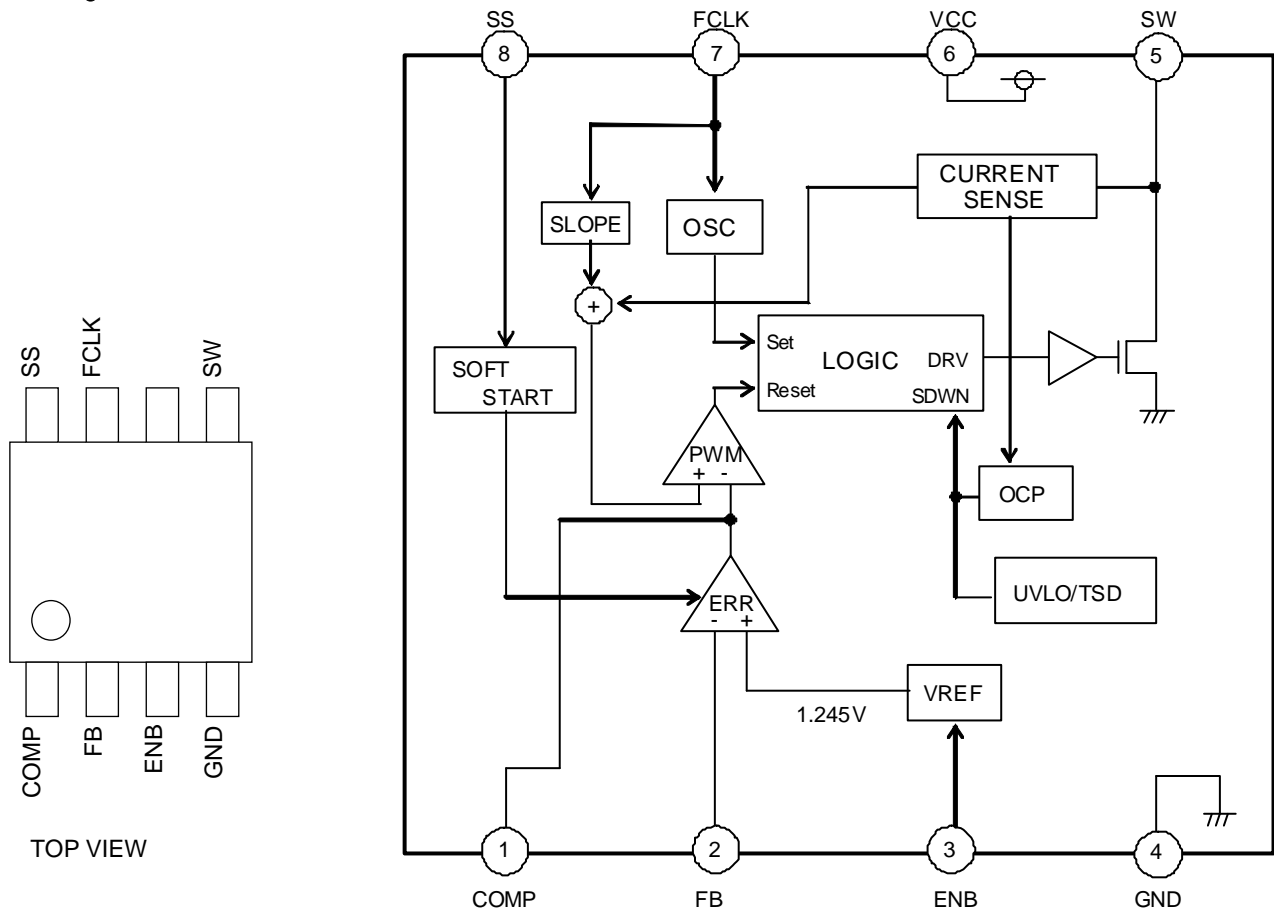 SS
FCLK
SW
COMP
FB
ENB
GND
TOP VIEW
SS
FCLK
VCC
SW
8
7
6
5
CURRENT
SENSE
SLOPE
OSC
+
SOFT
START
Set
LOGIC
DRV
Reset
SDWN
PWM
+ -
OCP
ERR
- +
UVLO/TSD
VREF
1.245V
1
2
3
4
COMP
FB
ENB
GND